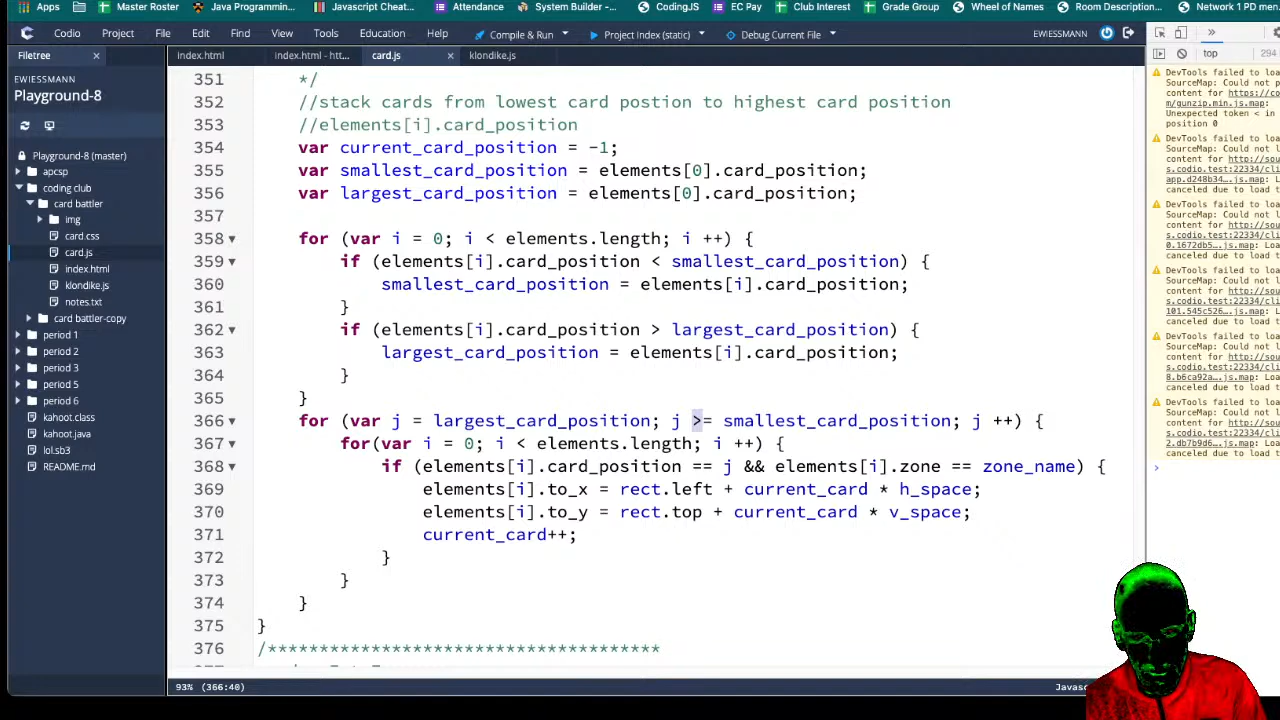 Apps Master Roster Java Programmin... Javascript Cheat... Attendance System Builder -... CodingJS EC Pay Club Interest Grade Group Wheel of Names Room Description... Network 1 PD men
Codio Project File Edit Find View Tools Education Help Compile & Run Project Index (static) Debug Current File EWIESSMANN
Filetree × index.html index.html - htt... card.js × klondike.js top 294
EWIESSMANN
Playground-8
Playground-8 (master)
apcsp
coding club
card battler
img
card.css
card.js
index.html
klondike.js
notes.txt
card battler-copy
period 1
period 2
period 3
period 5
period 6
kahoot.class
kahoot.java
lol.sb3
README.md
351 */
352 //stack cards from lowest card postion to highest card position
353 //elements[i].card_position
354 var current_card_position = -1;
355 var smallest_card_position = elements[0].card_position;
356 var largest_card_position = elements[0].card_position;
357
358 for (var i = 0; i < elements.length; i ++) {
359 if (elements[i].card_position < smallest_card_position) {
360 smallest_card_position = elements[i].card_position;
361 }
362 if (elements[i].card_position > largest_card_position) {
363 largest_card_position = elements[i].card_position;
364 }
365 }
366 for (var j = largest_card_position; j >= smallest_card_position; j ++) {
367 for(var i = 0; i < elements.length; i ++) {
368 if (elements[i].card_position == j && elements[i].zone == zone_name) {
369 elements[i].to_x = rect.left + current_card * h_space;
370 elements[i].to_y = rect.top + current_card * v_space;
371 current_card++;
372 }
373 }
374 }
375 }
376 /**************************************
93% (366:40) Javasc
DevTools failed to loa
SourceMap: Could not p
content for https://co
m/gunzip.min.js.map:
Unexpected token < in
position 0
DevTools failed to loa
SourceMap: Could not l
content for http://sou
s.codio.test:22334/cli
app.d248b34….js.map:
canceled due to load t
DevTools failed to loa
SourceMap: Could not l
content for http://sou
s.codio.test:22334/cli
0.1672db5….js.map: L
canceled due to load t
DevTools failed to loa
SourceMap: Could not l
content for http://sou
s.codio.test:22334/cli
101.545c526….js.map:
canceled due to load t
DevTools failed to loa
SourceMap: Could not l
content for http://sou
s.codio.test:22334/cli
8.b6ca92a….js.map: Loa
canceled due to load t
DevTools failed to loa
SourceMap: Could not l
content for http://sou
s.codio.test:22334/cli
2.db7b9d6….js.map: Loa
canceled due to load t